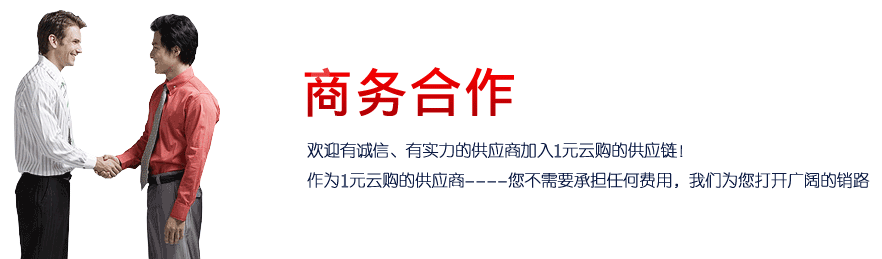 商务合作
欢迎有诚信、有实力的供应商加入1元云购的供应链！
作为1元云购的供应商----您不需要承担任何费用，我们为您打开广阔的销路